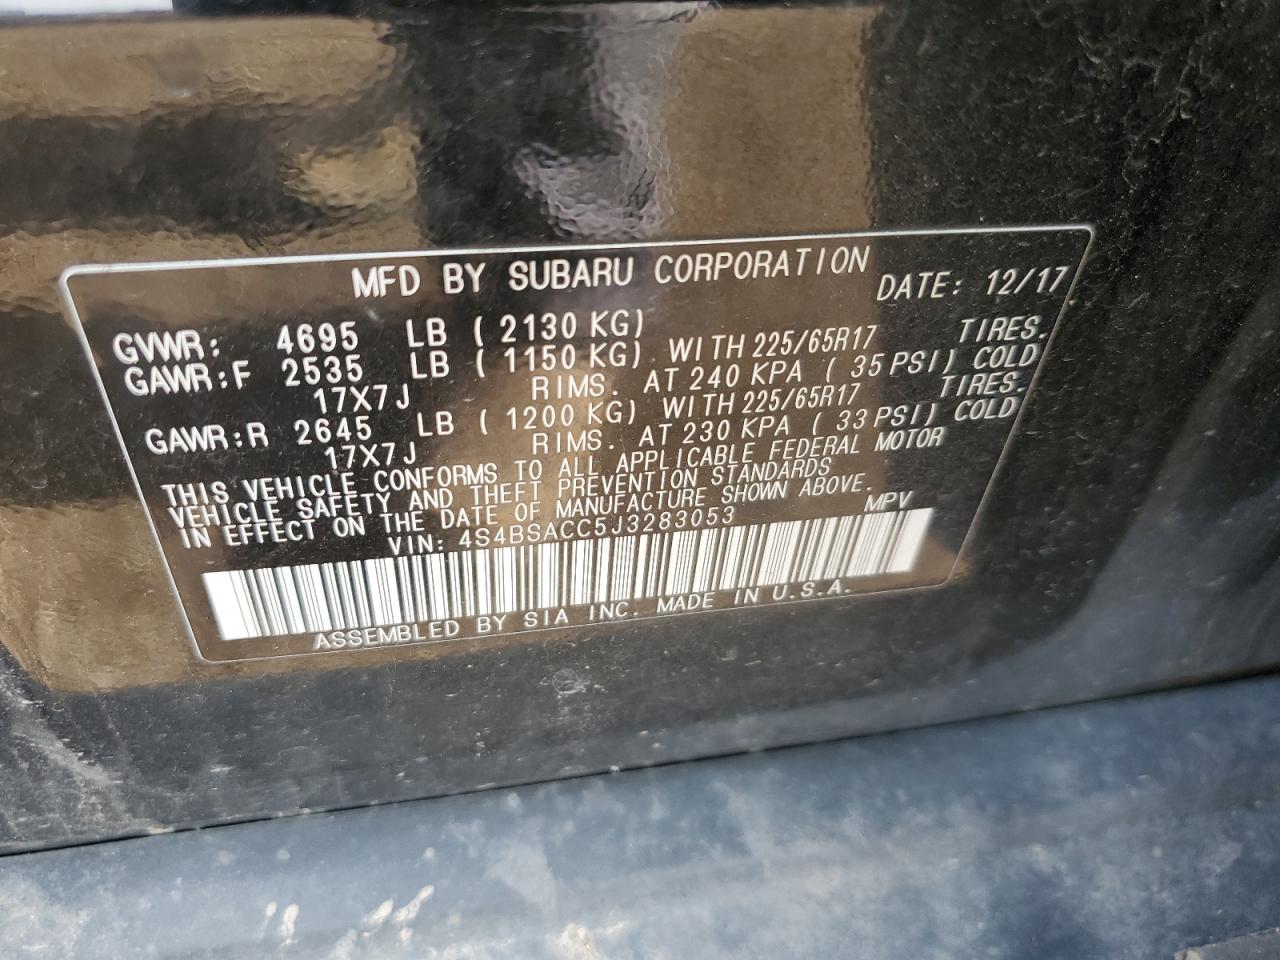 MFD BY SUBARU CORPORATION DATE: 12/17
GVWR: 4695 LB ( 2130 KG)
GAWR:F 2535 LB ( 1150 KG) WITH 225/65R17 TIRES.
17X7J RIMS. AT 240 KPA ( 35 PSI) COLD
GAWR:R 2645 LB ( 1200 KG) WITH 225/65R17 TIRES.
17X7J RIMS. AT 230 KPA ( 33 PSI) COLD
THIS VEHICLE CONFORMS TO ALL APPLICABLE FEDERAL MOTOR
VEHICLE SAFETY AND THEFT PREVENTION STANDARDS
IN EFFECT ON THE DATE OF MANUFACTURE SHOWN ABOVE.
VIN: 4S4BSACC5J3283053 MPV
ASSEMBLED BY SIA INC. MADE IN U.S.A.